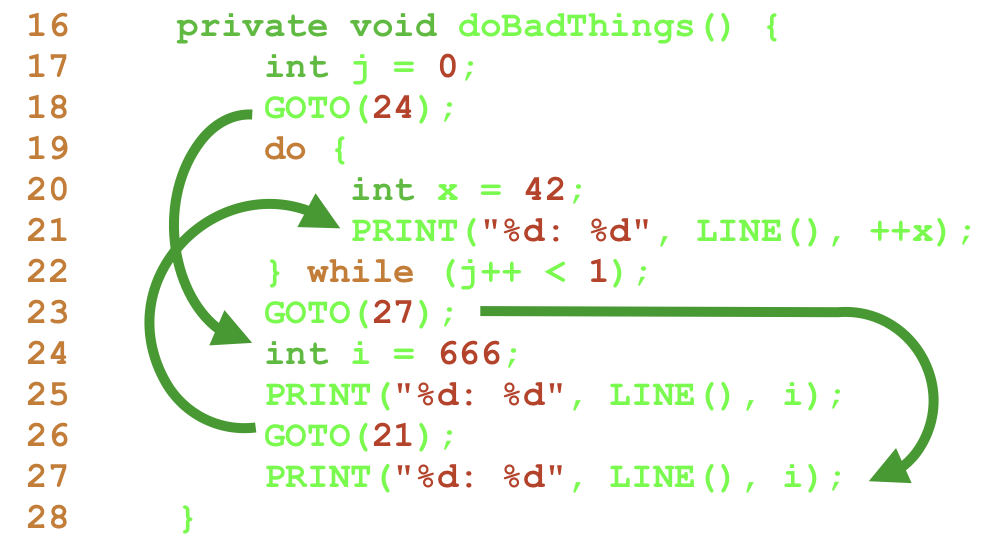 16     private void doBadThings() {
17         int j = 0;
18         GOTO(24);
19         do {
20             int x = 42;
21             PRINT("%d: %d", LINE(), ++x);
22         } while (j++ < 1);
23         GOTO(27);
24         int i = 666;
25         PRINT("%d: %d", LINE(), i);
26         GOTO(21);
27         PRINT("%d: %d", LINE(), i);
28     }